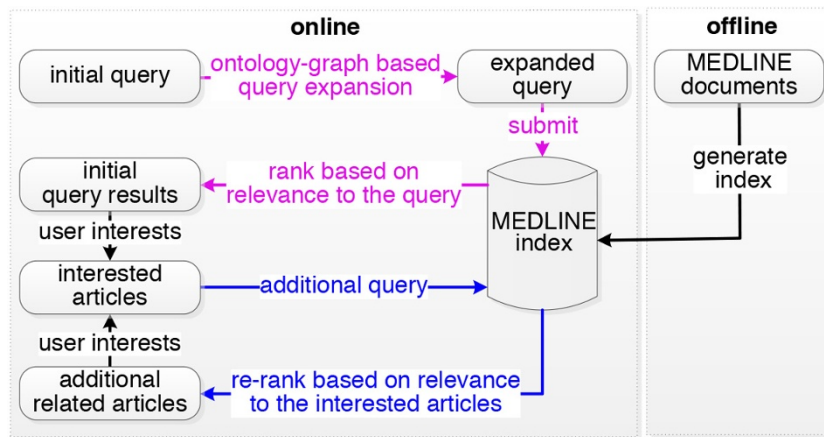 online
offline
initial query
ontology-graph based
query expansion
expanded
query
MEDLINE
documents
submit
generate
index
initial
query results
rank based on
relevance to the query
MEDLINE
index
user interests
interested
articles
additional query
user interests
additional
related articles
re-rank based on relevance
to the interested articles